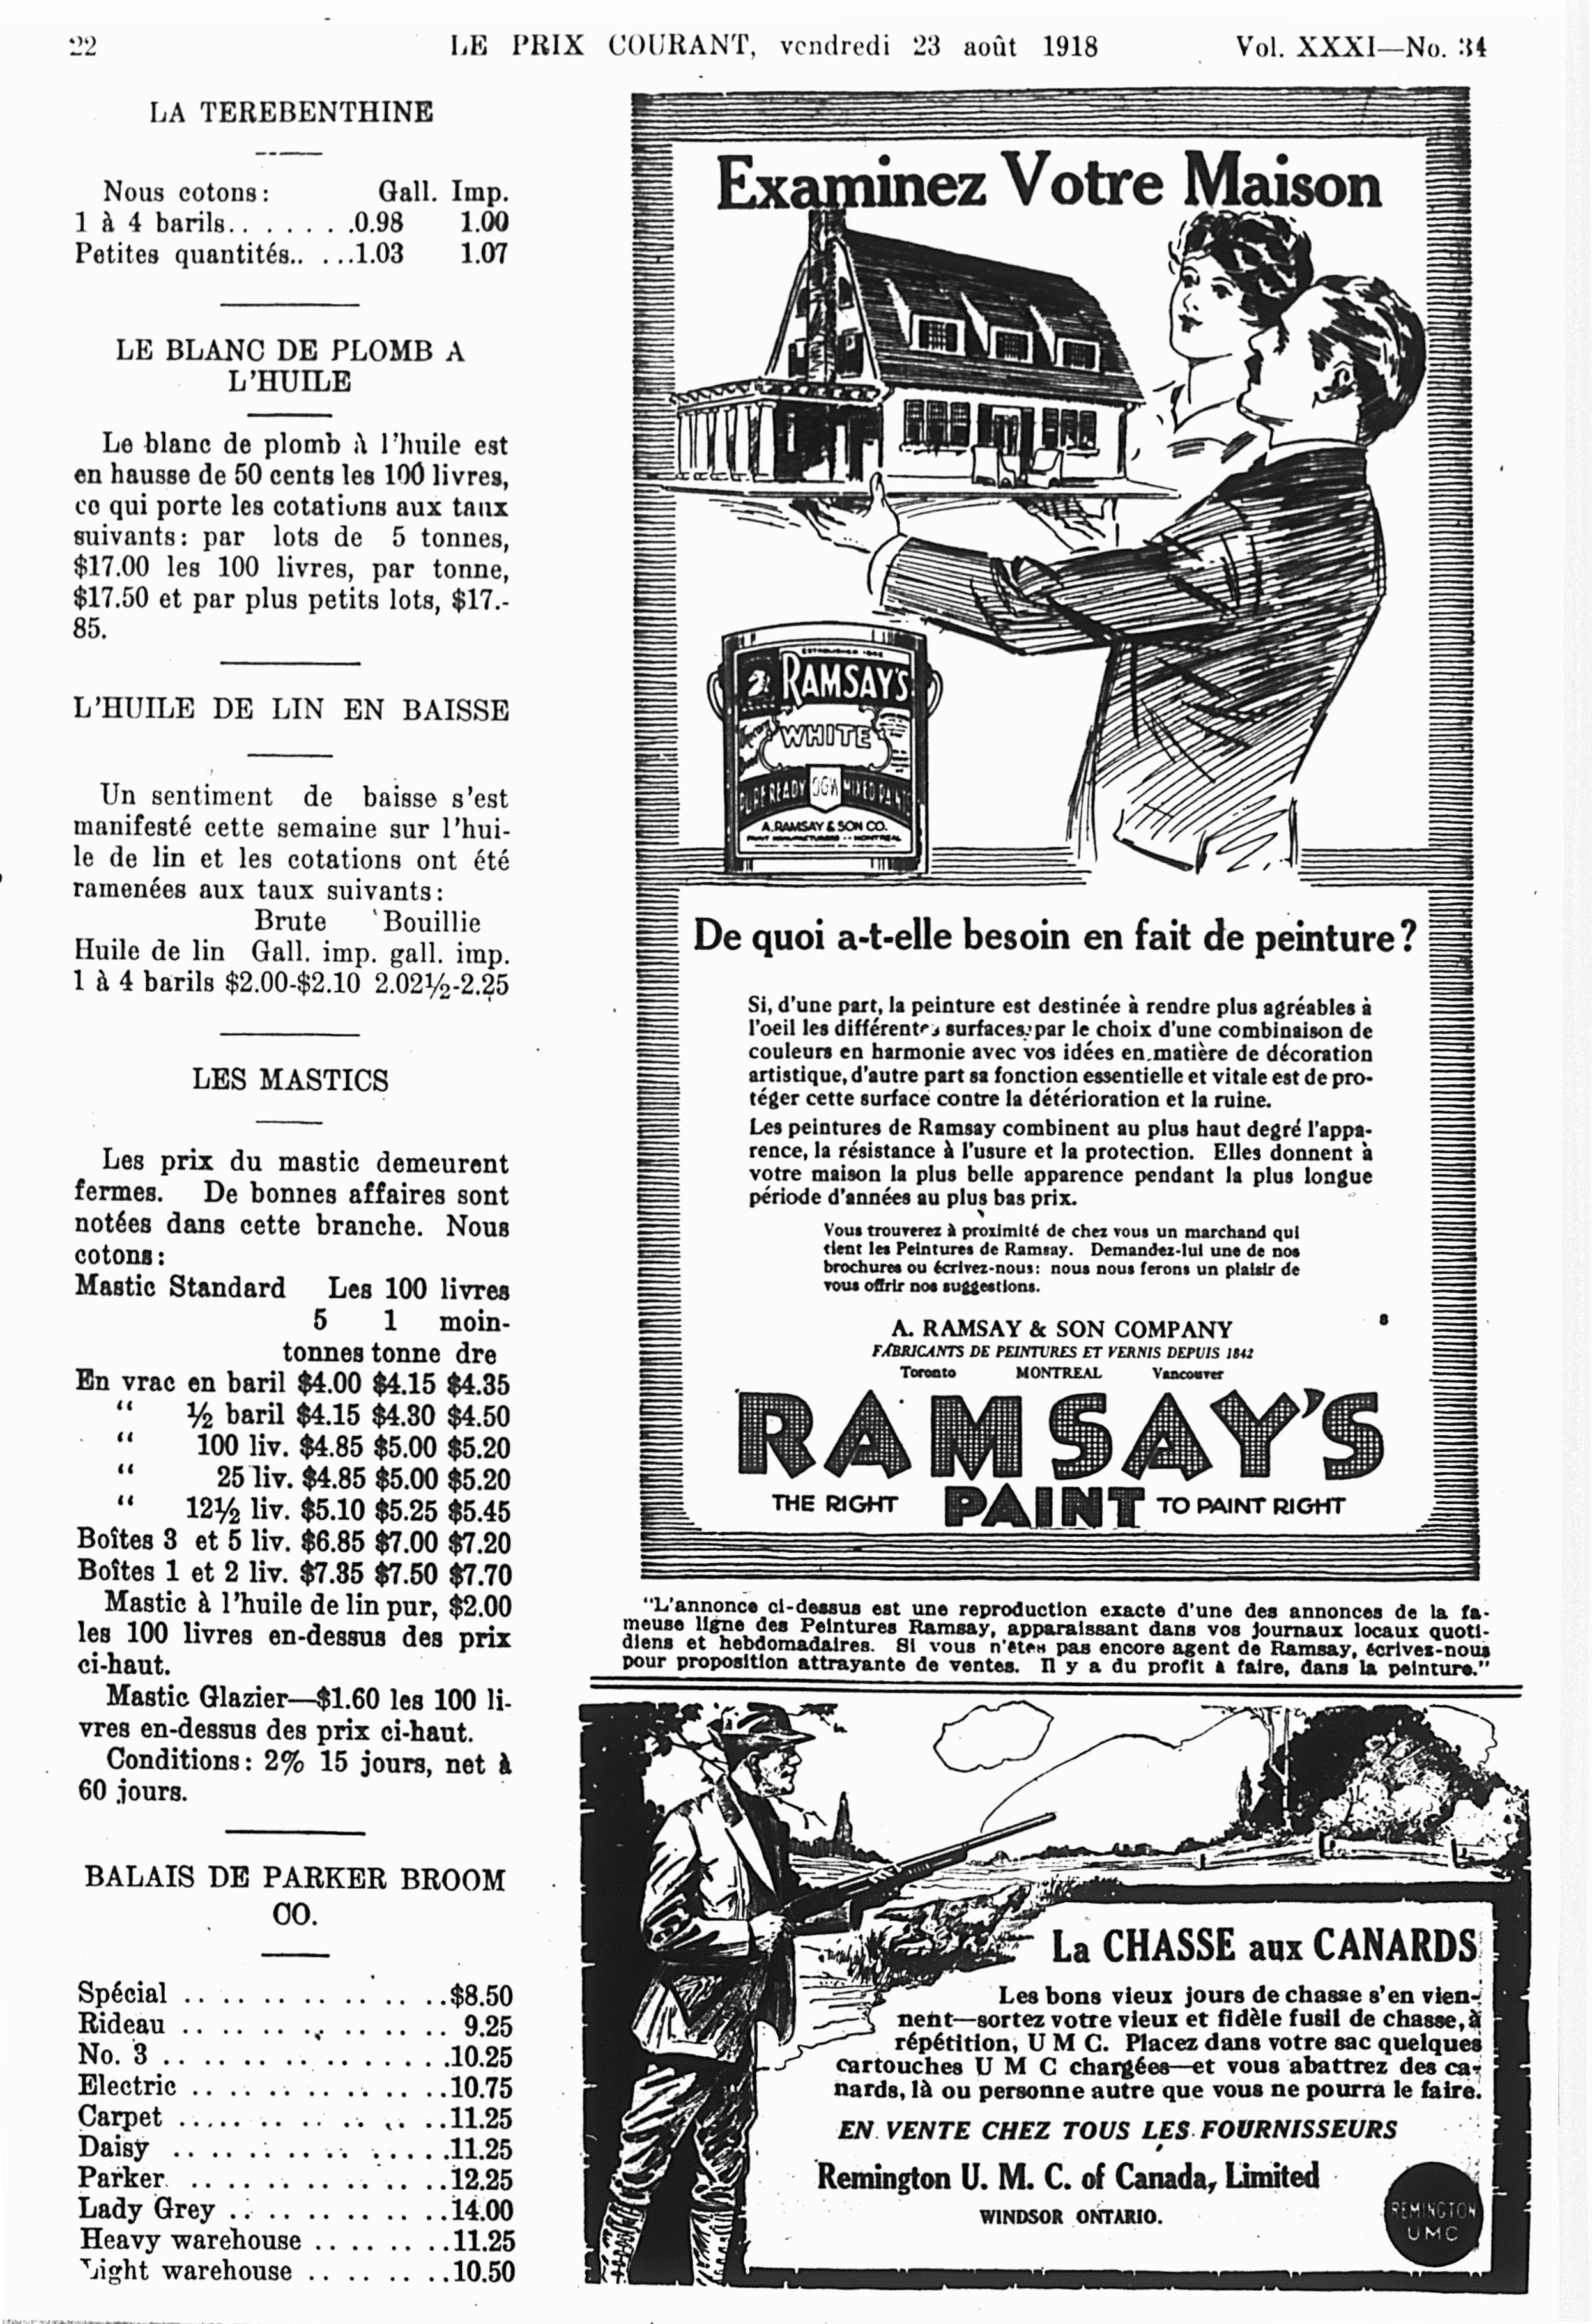 22
LE PRIX COURANT, vendredi 23 août 1918
Vol. XXXI—No. 34
LA TEREBENTHINE
Nous cotons: Gall. Imp.
1 à 4 barils.. . . . . . .0.98 1.00
Petites quantités.. ...1.03 1.07
LE BLANC DE PLOMB A
L'HUILE
Le blanc de plomb à l'huile est
en hausse de 50 cents les 100 livres,
ce qui porte les cotations aux taux
suivants: par lots de 5 tonnes,
$17.00 les 100 livres, par tonne,
$17.50 et par plus petits lots, $17.-
85.
L'HUILE DE LIN EN BAISSE
Un sentiment de baisse s'est
manifesté cette semaine sur l'hui-
le de lin et les cotations ont été
ramenées aux taux suivants:
Brute Bouillie
Huile de lin Gall. imp. gall. imp.
1 à 4 barils $2.00-$2.10 2.02½-2.25
LES MASTICS
Les prix du mastic demeurent
fermes. De bonnes affaires sont
notées dans cette branche. Nous
cotons:
Mastic Standard Les 100 livres
5 1 moin-
tonnes tonne dre
En vrac en baril $4.00 $4.15 $4.35
“ ½ baril $4.15 $4.30 $4.50
“ 100 liv. $4.85 $5.00 $5.20
“ 25 liv. $4.85 $5.00 $5.20
“ 12½ liv. $5.10 $5.25 $5.45
Boîtes 3 et 5 liv. $6.85 $7.00 $7.20
Boîtes 1 et 2 liv. $7.35 $7.50 $7.70
Mastic à l'huile de lin pur, $2.00
les 100 livres en-dessus des prix
ci-haut.
Mastic Glazier—$1.60 les 100 li-
vres en-dessus des prix ci-haut.
Conditions: 2% 15 jours, net à
60 jours.
BALAIS DE PARKER BROOM
CO.
Spécial .. .. .. .. .. .. ..$8.50
Rideau .. .. .. .. .. .. .. 9.25
No. 3 .. .. .. .. .. .. .. ..10.25
Electric .. .. .. .. .. .. ..10.75
Carpet .. .. .. .. .. .. ..11.25
Daisy .. .. .. .. .. .. ..11.25
Parker .. .. .. .. .. .. ..12.25
Lady Grey .. .. .. .. .. ..14.00
Heavy warehouse .. .. .. ..11.25
Light warehouse .. .. .. ..10.50
Examinez Votre Maison
ESTABLISHED 1842
RAMSAY'S
WHITE
PURE READY MIXED PAINT
A. RAMSAY & SON CO.
PAINT MANUFACTURERS -- MONTREAL
De quoi a-t-elle besoin en fait de peinture?
Si, d'une part, la peinture est destinée à rendre plus agréables à
l'oeil les différentes surfaces, par le choix d'une combinaison de
couleurs en harmonie avec vos idées en matière de décoration
artistique, d'autre part sa fonction essentielle et vitale est de pro-
téger cette surface contre la détérioration et la ruine.
Les peintures de Ramsay combinent au plus haut degré l'appa-
rence, la résistance à l'usure et la protection. Elles donnent à
votre maison la plus belle apparence pendant la plus longue
période d'années au plus bas prix.
Vous trouverez à proximité de chez vous un marchand qui
tient les Peintures de Ramsay. Demandez-lui une de nos
brochures ou écrivez-nous: nous nous ferons un plaisir de
vous offrir nos suggestions.
A. RAMSAY & SON COMPANY
8
FABRICANTS DE PEINTURES ET VERNIS DEPUIS 1842
Toronto MONTREAL Vancouver
RAMSAY'S
THE RIGHT PAINT TO PAINT RIGHT
"L'annonce ci-dessus est une reproduction exacte d'une des annonces de la fa-
meuse ligne des Peintures Ramsay, apparaissant dans vos journaux locaux quoti-
diens et hebdomadaires. Si vous n'êtes pas encore agent de Ramsay, écrives-nous
pour proposition attrayante de ventes. Il y a du profit à faire, dans la peinture."
La CHASSE aux CANARDS
Les bons vieux jours de chasse s'en vien-
nent—sortez votre vieux et fidèle fusil de chasse, à
répétition, U M C. Placez dans votre sac quelques
cartouches U M C chargées—et vous abattrez des ca-
nards, là ou personne autre que vous ne pourra le faire.
EN VENTE CHEZ TOUS LES FOURNISSEURS
Remington U. M. C. of Canada, Limited
WINDSOR ONTARIO.
REMINGTON
UMC